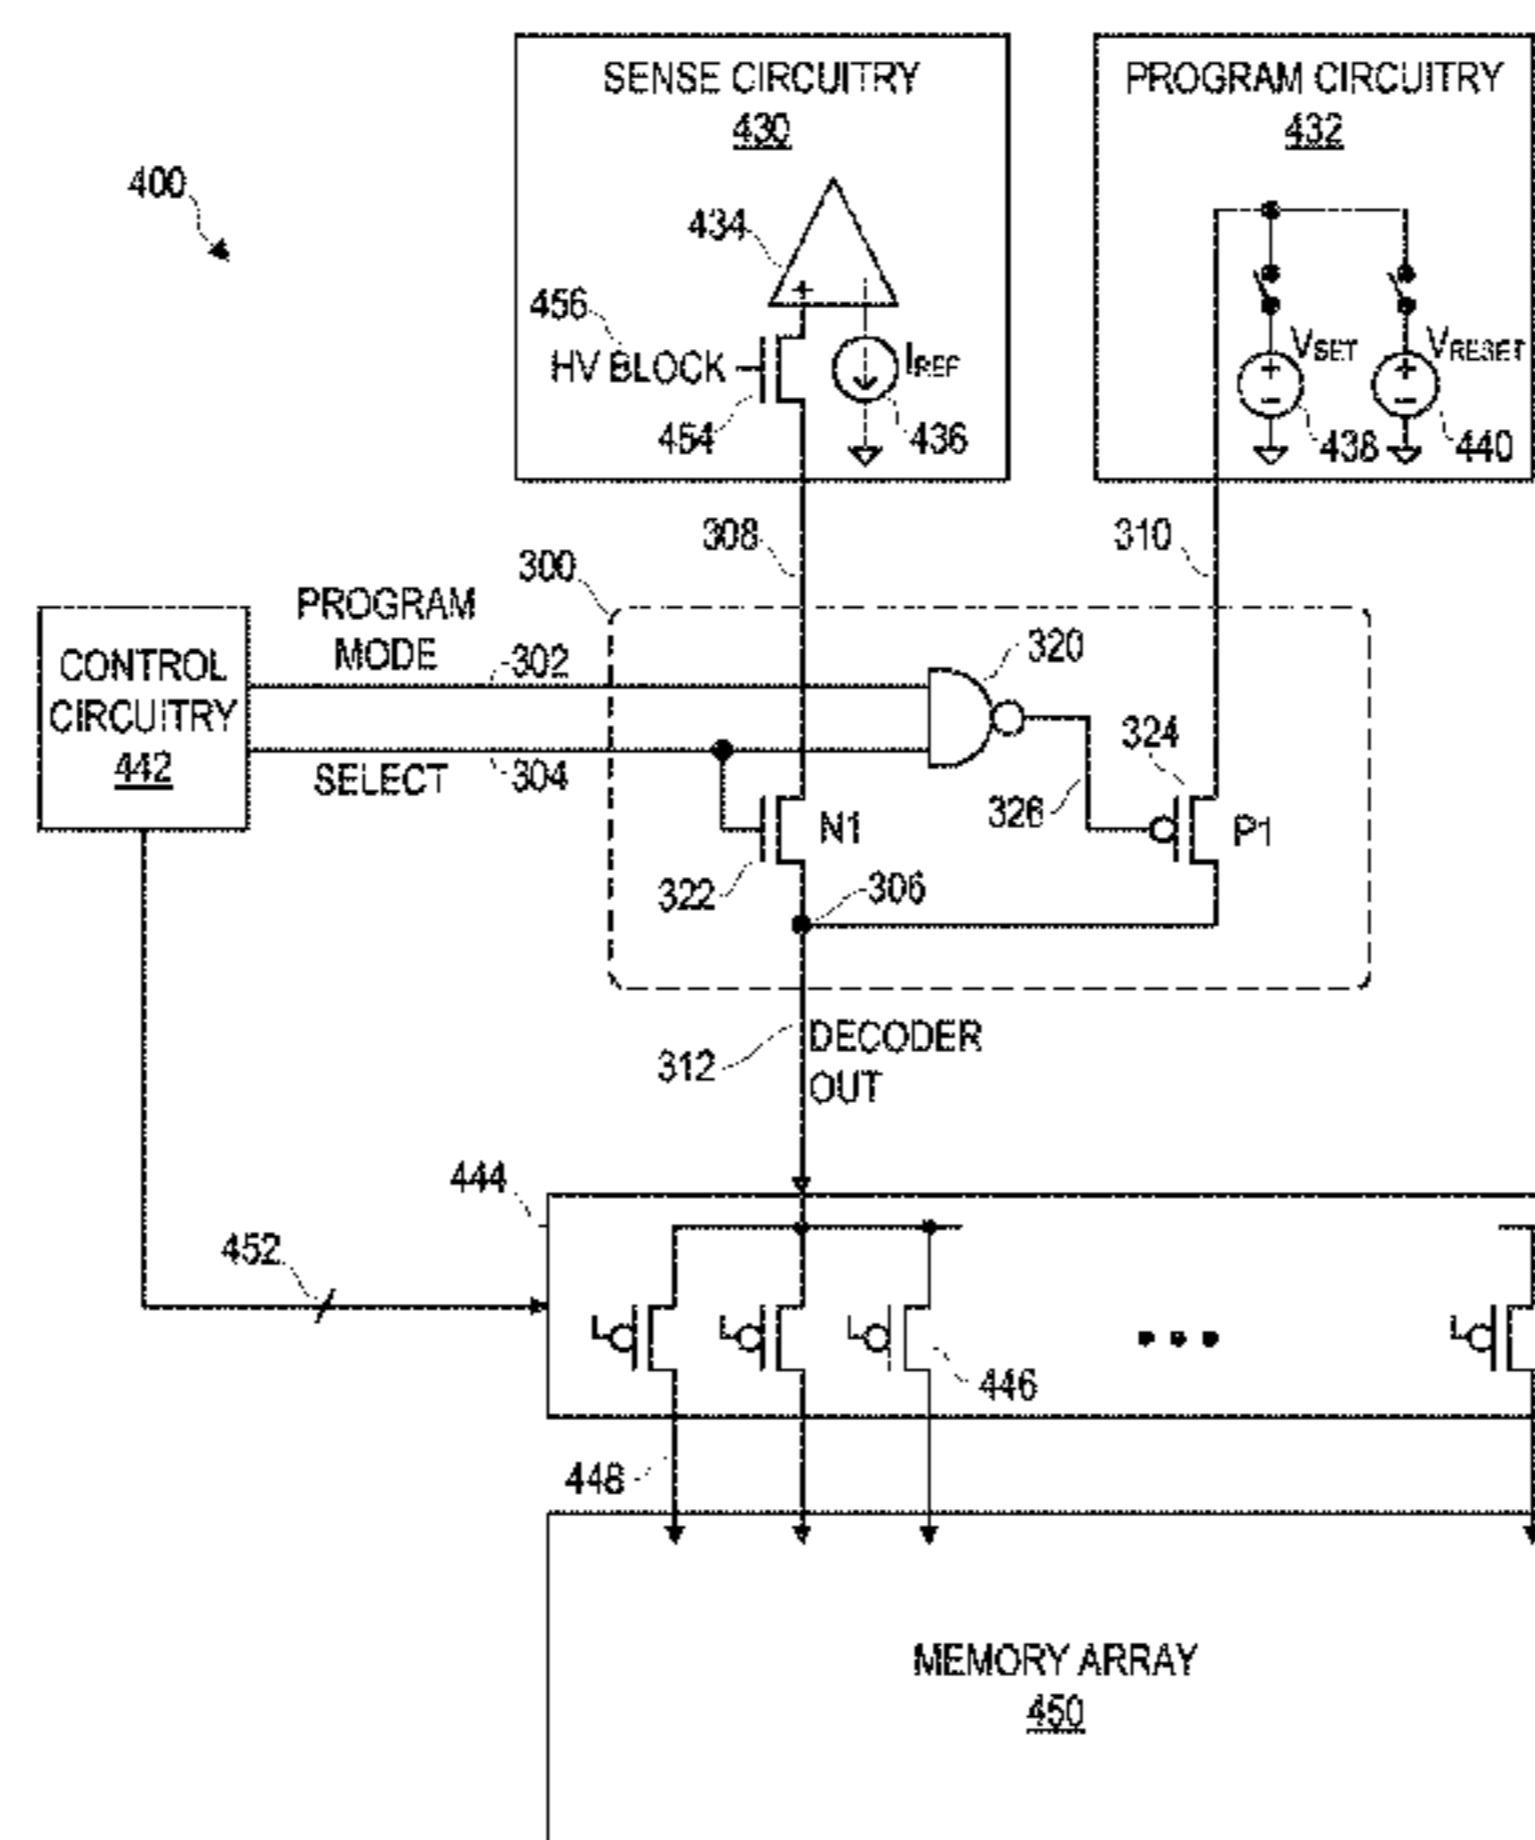 SENSE CIRCUITRY
430
PROGRAM CIRCUITRY
432
400
434
+
456
HV BLOCK
454
IREF
436
VSET
VRESET
+
−
+
−
438
440
308
310
300
PROGRAM
MODE
302
CONTROL
CIRCUITRY
442
SELECT
304
320
324
N1
326
P1
322
306
312
DECODER
OUT
444
452
446
448
MEMORY ARRAY
450